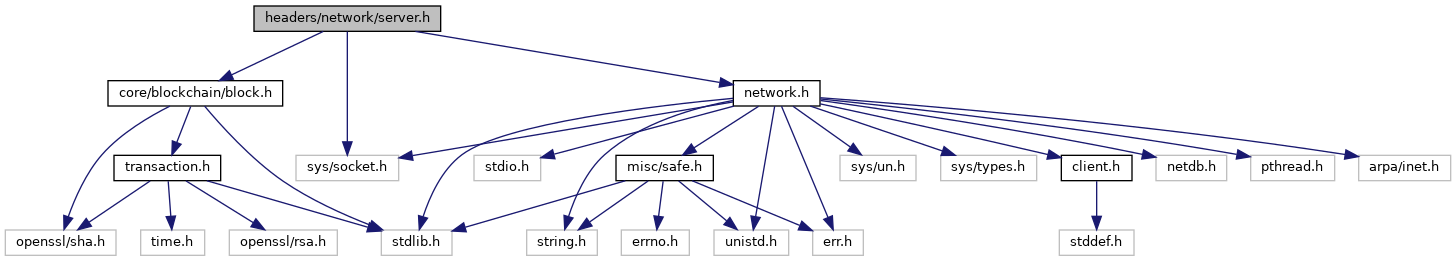 headers/network/server.h
core/blockchain/block.h
network.h
transaction.h
sys/socket.h
stdio.h
misc/safe.h
sys/un.h
sys/types.h
client.h
netdb.h
pthread.h
arpa/inet.h
openssl/sha.h
time.h
openssl/rsa.h
stdlib.h
string.h
errno.h
unistd.h
err.h
stddef.h